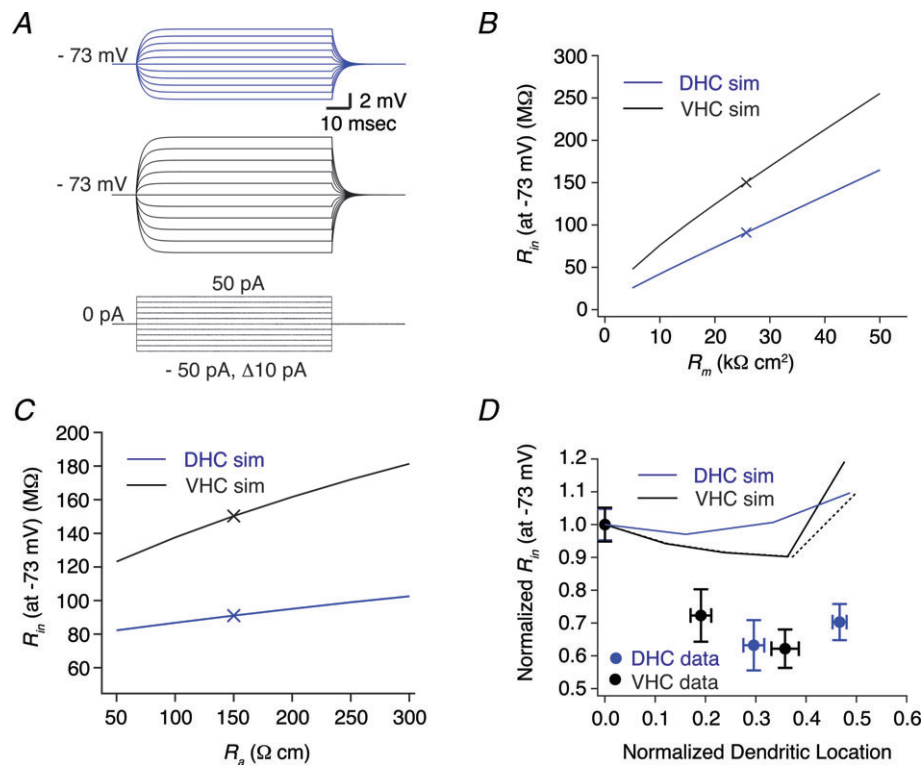 A
- 73 mV
2 mV
10 msec
- 73 mV
50 pA
0 pA
- 50 pA, Δ10 pA
B
300
250
200
150
100
50
0
R_in (at -73 mV) (MΩ)
DHC sim
VHC sim
0 10 20 30 40 50
R_m (kΩ cm²)
C
200
180
160
140
120
100
80
60
R_in (at -73 mV) (MΩ)
DHC sim
VHC sim
50 100 150 200 250 300
R_a (Ω cm)
D
1.2
1.1
1.0
0.9
0.8
0.7
0.6
0.5
Normalized R_in (at -73 mV)
DHC sim
VHC sim
DHC data
VHC data
0.0 0.1 0.2 0.3 0.4 0.5 0.6
Normalized Dendritic Location